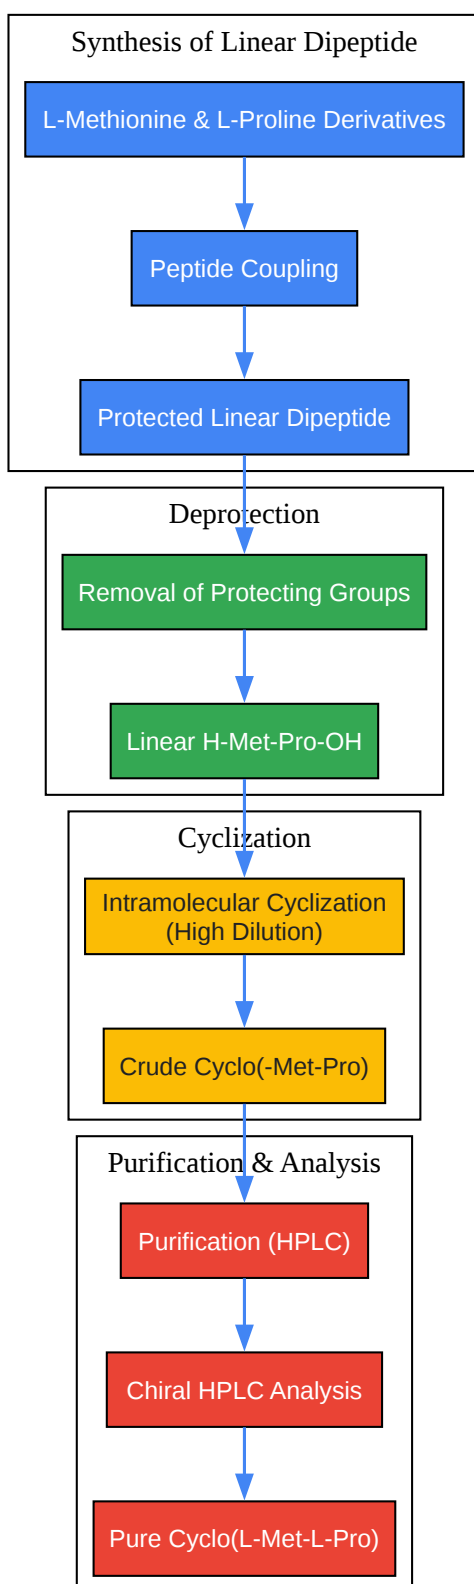 Synthesis of Linear Dipeptide
L-Methionine & L-Proline Derivatives
Peptide Coupling
Protected Linear Dipeptide
Deprotection
Removal of Protecting Groups
Linear H-Met-Pro-OH
Cyclization
Intramolecular Cyclization
(High Dilution)
Crude Cyclo(-Met-Pro)
Purification & Analysis
Purification (HPLC)
Chiral HPLC Analysis
Pure Cyclo(L-Met-L-Pro)